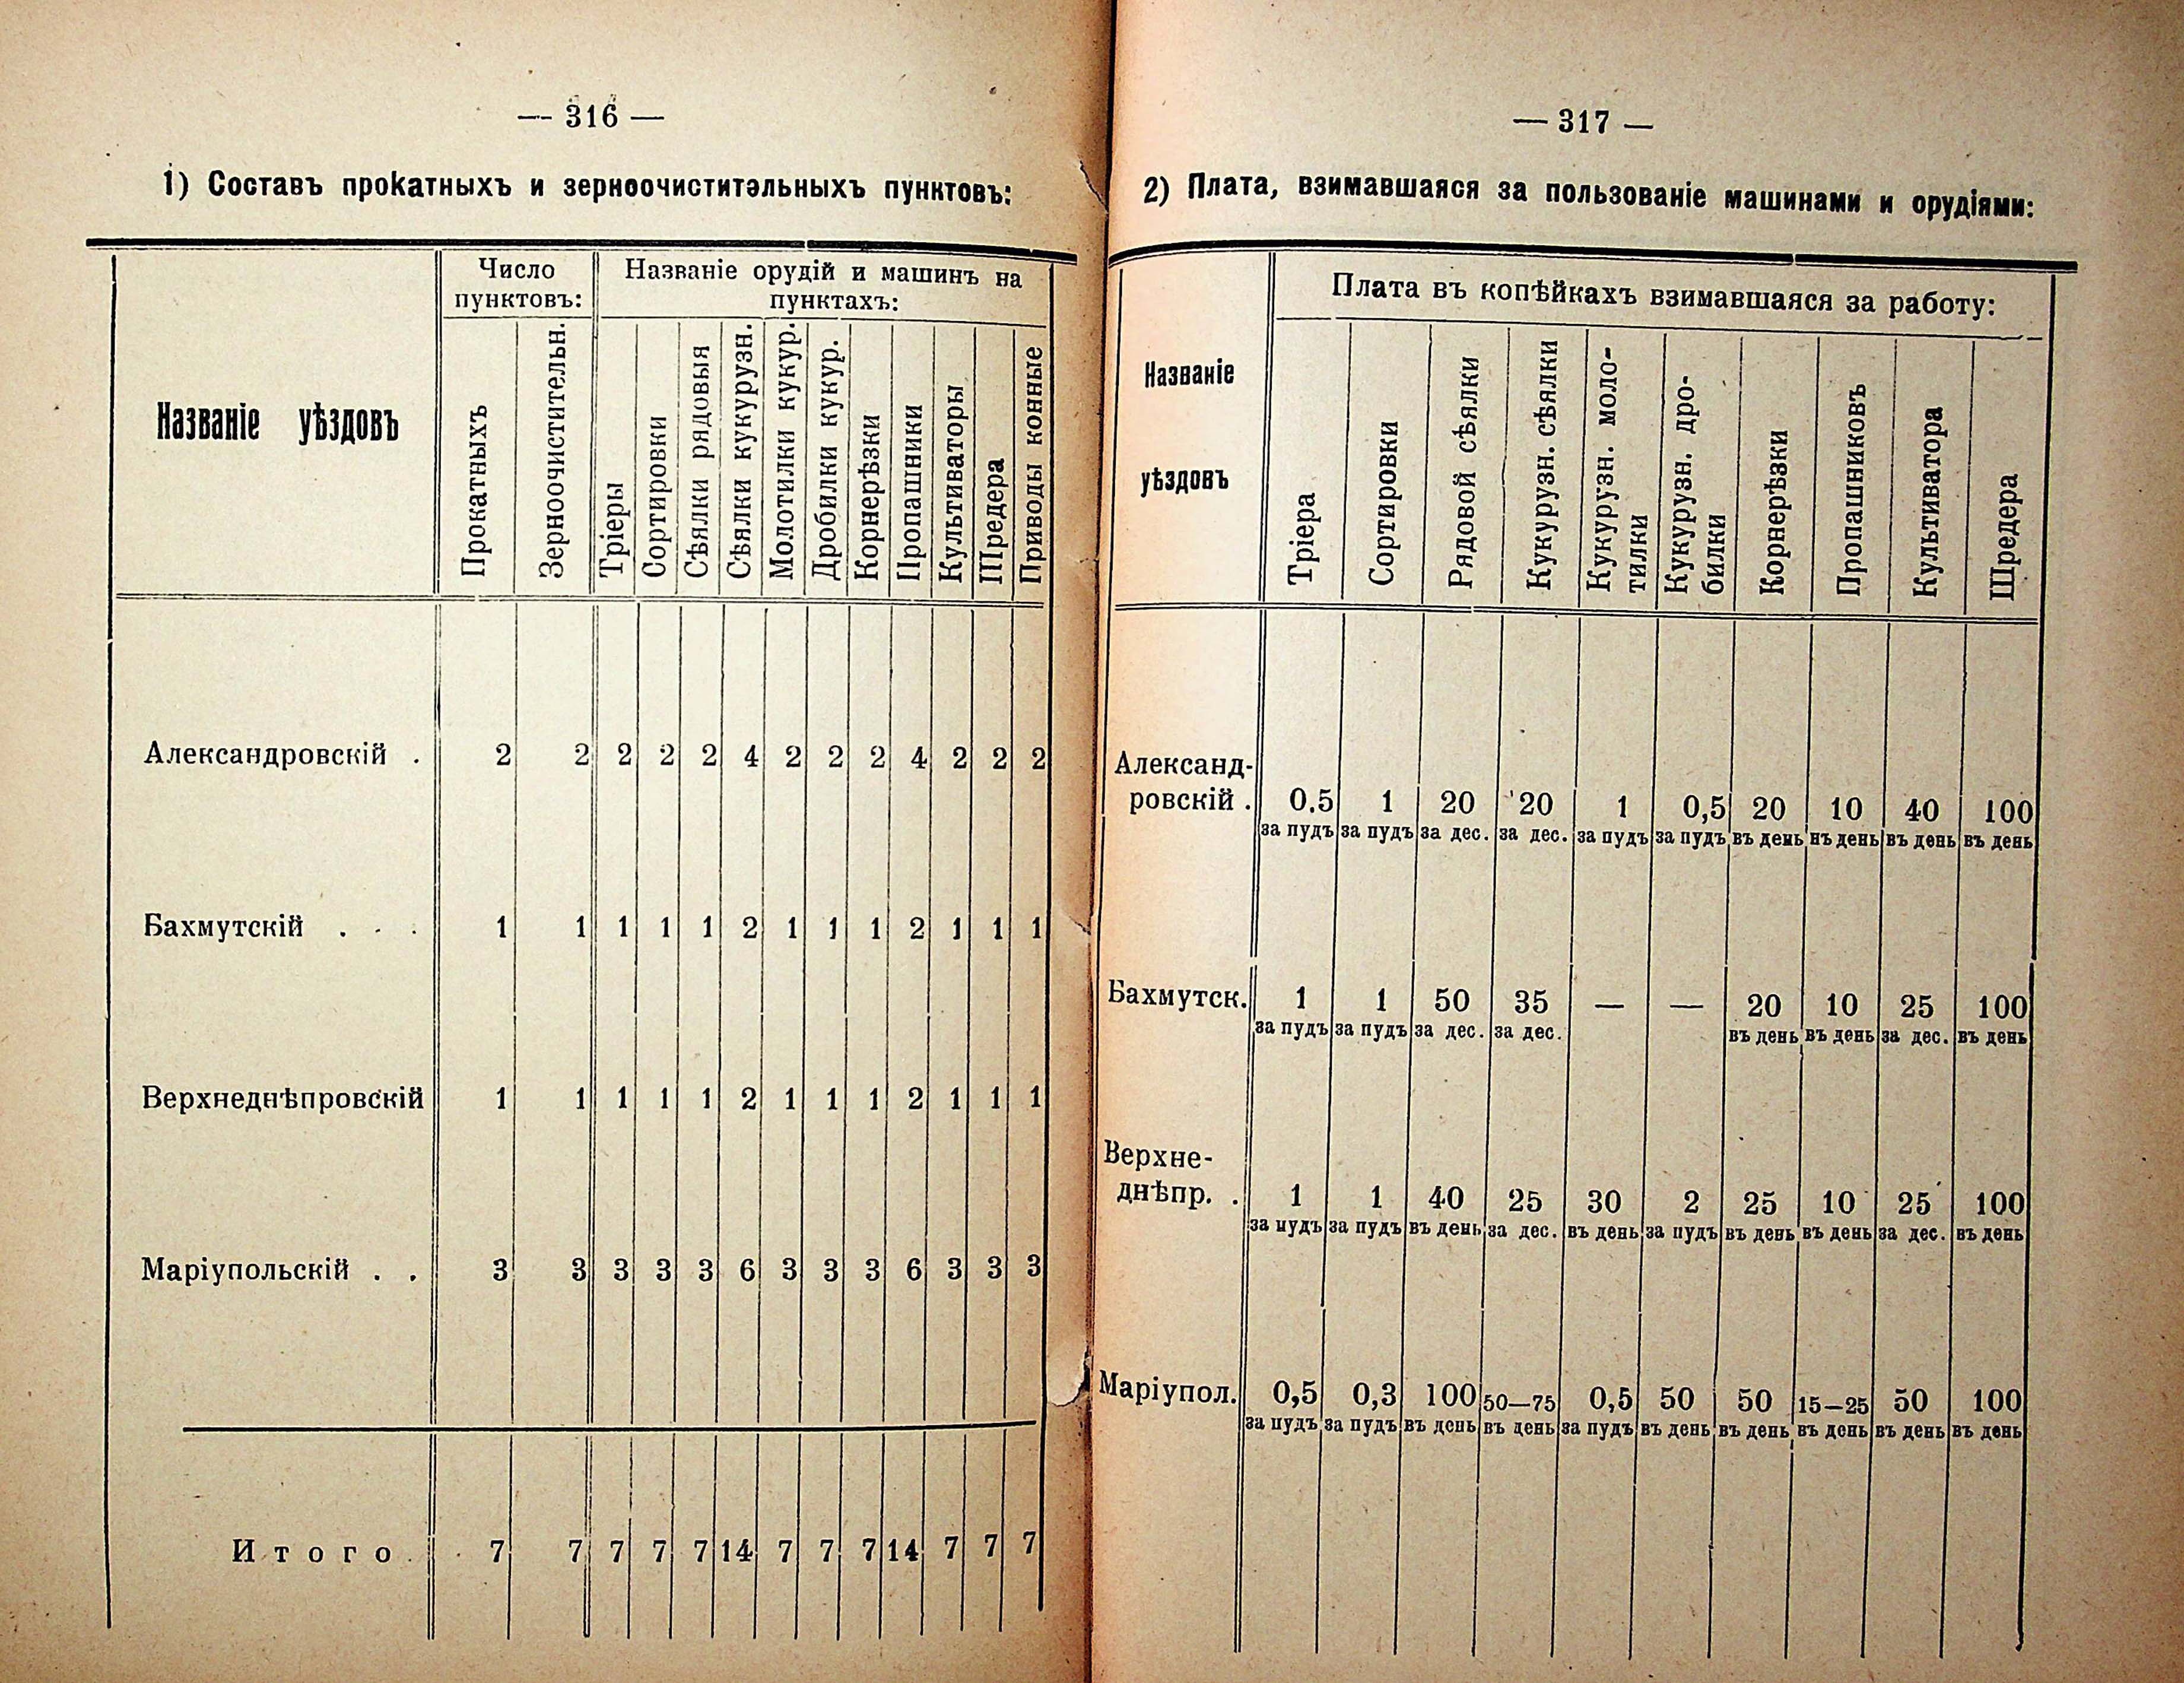 — 316 —
1) Составъ прокатныхъ и зерноочистительныхъ пунктовъ:
Названіе уѣздовъ
Число
пунктовъ:
Названіе орудій и машинъ на
пунктахъ:
Прокатныхъ
Зерноочистительн.
Тріеры
Сортировки
Сѣялки рядовыя
Сѣялки кукурузн.
Молотилки кукур.
Дробилки кукур.
Корнерѣзки
Пропашники
Культиваторы
Шредера
Приводы конные
Александровскій . 2 2 2 2 2 4 2 2 2 4 2 2 2
Бахмутскій . . . 1 1 1 1 1 2 1 1 1 2 1 1 1
Верхнеднѣпровскій 1 1 1 1 1 2 1 1 1 2 1 1 1
Маріупольскій . . 3 3 3 3 3 6 3 3 3 6 3 3 3
Итого . 7 7 7 7 7 14 7 7 7 14 7 7 7
— 317 —
2) Плата, взимавшаяся за пользованіе машинами и орудіями:
Названіе
уѣздовъ
Плата въ копѣйкахъ взимавшаяся за работу:
Тріера
Сортировки
Рядовой сѣялки
Кукурузн. сѣялки
Кукурузн. моло-
тилки
Кукурузн. дро-
билки
Корнерѣзки
Пропашниковъ
Культиватора
Шредера
Александ-
ровскій . 0.5 1 20 20 1 0,5 20 10 40 100
за пудъ за пудъ за дес. за дес. за пудъ за пудъ въ день нъ день въ день въ день
Бахмутск. 1 1 50 35 — — 20 10 25 100
за пудъ за пудъ за дес. за дес. въ день въ день за дес. въ день
Верхне-
днѣпр. . 1 1 40 25 30 2 25 10 25 100
за пудъ за пудъ въ день за дес. въ день за пудъ въ день въ день за дес. въ день
Маріупол. 0,5 0,3 100 50—75 0,5 50 50 15—25 50 100
за пудъ за пудъ въ день въ день за пудъ въ день въ день въ день въ день въ день